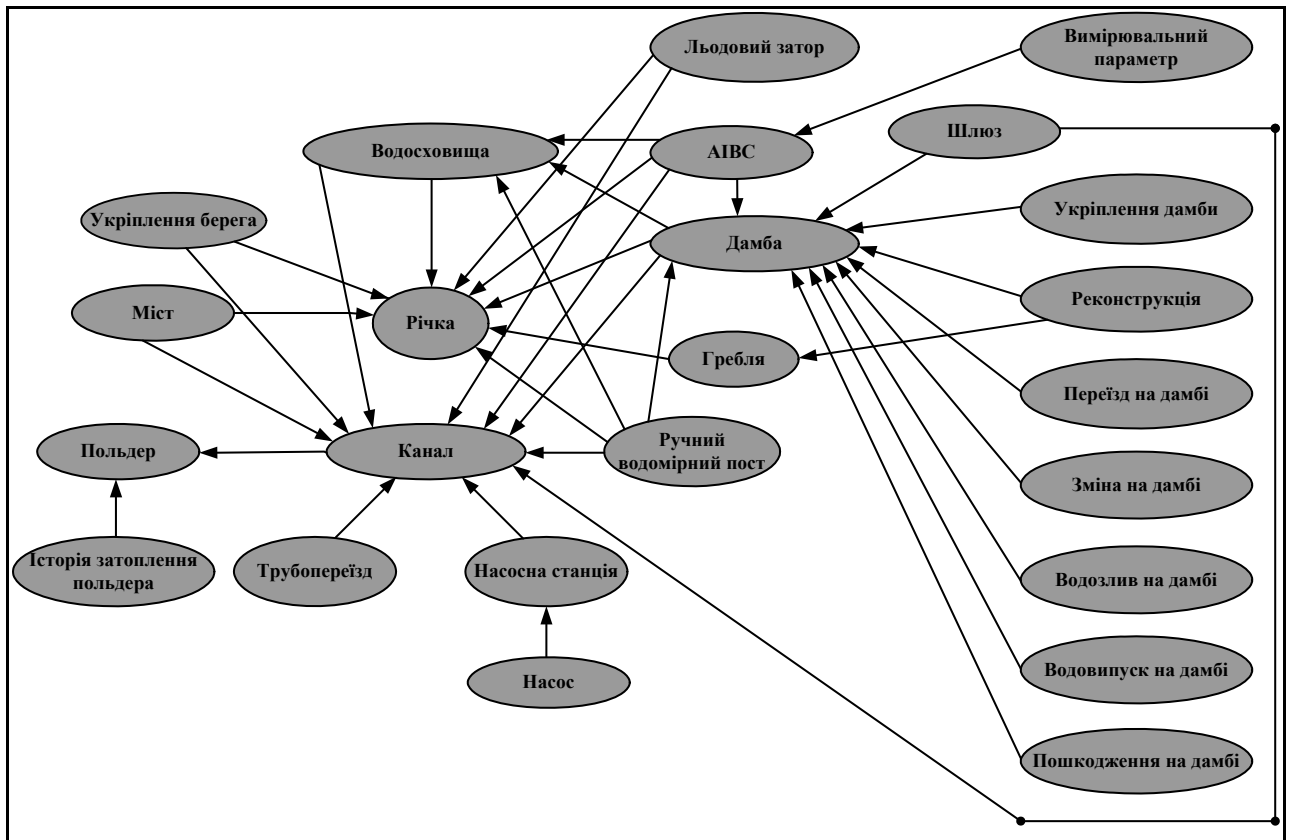 Льодовий затор
Вимірювальний
параметр
Шлюз
Водосховища
АІВС
Укріплення берега
Укріплення дамби
Дамба
Міст
Річка
Реконструкція
Гребля
Переїзд на дамбі
Польдер
Канал
Ручний
водомірний пост
Зміна на дамбі
Історія затоплення
польдера
Трубопереїзд
Насосна станція
Водозлив на дамбі
Насос
Водовипуск на дамбі
Пошкодження на дамбі